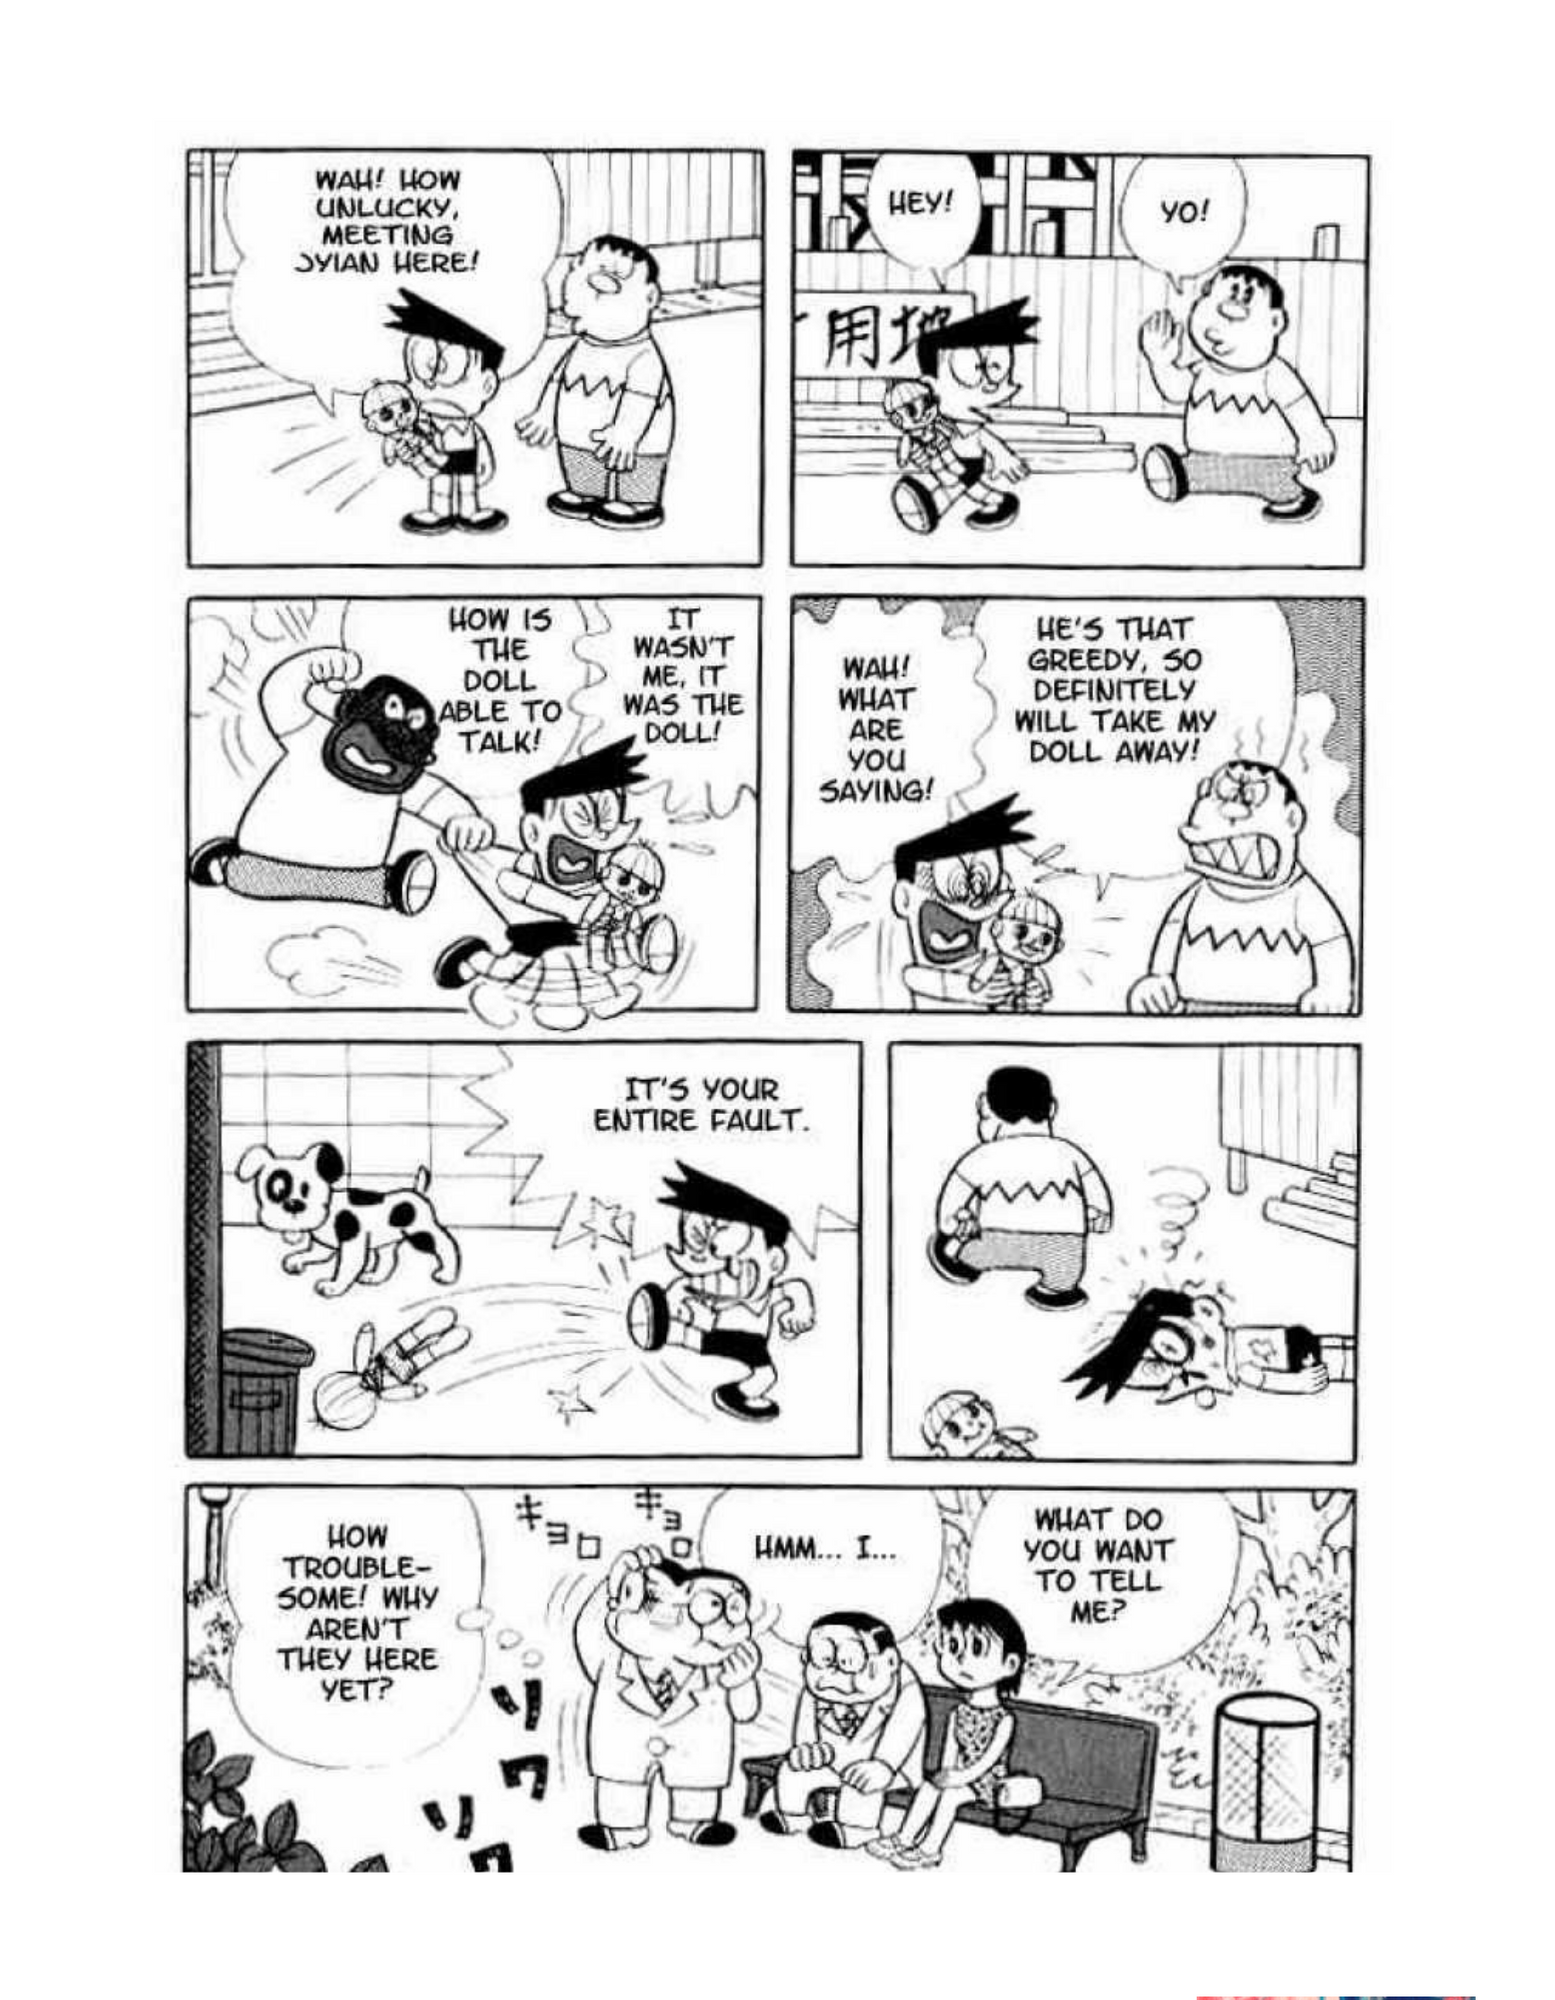 YO!
HEY!
用地
WAH! HOW
UNLUCKY,
MEETING
JYIAN HERE!
HE'S THAT
GREEDY, SO
DEFINITELY
WILL TAKE MY
DOLL AWAY!
WAH!
WHAT
ARE
YOU
SAYING!
IT
WASN'T
ME, IT
WAS THE
DOLL!
HOW IS
THE
DOLL
ABLE TO
TALK!
IT'S YOUR
ENTIRE FAULT.
WHAT DO
YOU WANT
TO TELL
ME?
HMM... I...
キョロ
キョロ
HOW
TROUBLE-
SOME! WHY
AREN'T
THEY HERE
YET?
ソワ
ソワ